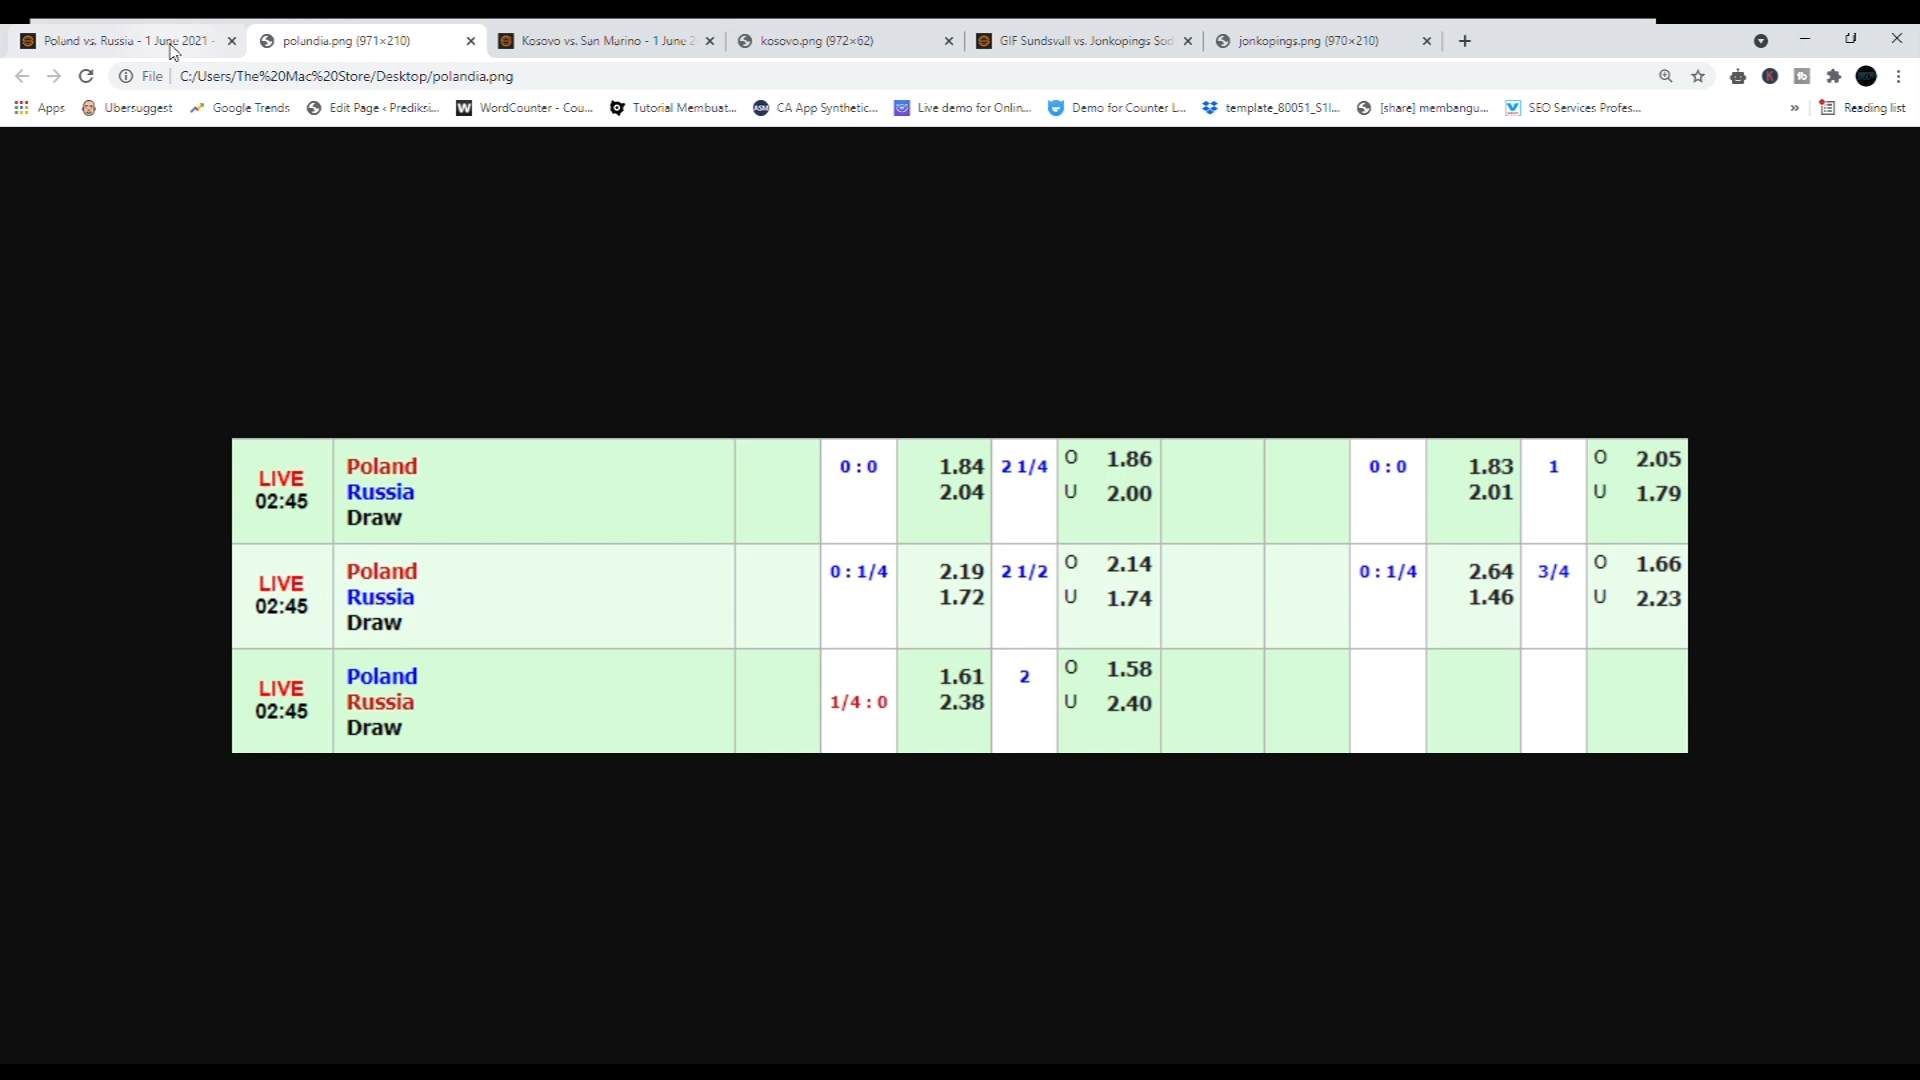 Poland vs. Russia - 1 June 2021 -
polandia.png (971×210)
Kosovo vs. San Marino - 1 June 2
kosovo.png (972×62)
GIF Sundsvall vs. Jonkopings Sod
jonkopings.png (970×210)
File
C:/Users/The%20Mac%20Store/Desktop/polandia.png
Apps
Ubersuggest
Google Trends
Edit Page ‹ Prediksi...
WordCounter - Cou...
Tutorial Membuat...
CA App Synthetic...
Live demo for Onlin...
Demo for Counter L...
template_80051_S1l...
[share] membangu...
SEO Services Profes...
»
Reading list
LIVE
02:45
Poland
Russia
Draw
0 : 0
1.84
2.04
2 1/4
O 1.86
U 2.00
0 : 0
1.83
2.01
1
O 2.05
U 1.79
LIVE
02:45
Poland
Russia
Draw
0 : 1/4
2.19
1.72
2 1/2
O 2.14
U 1.74
0 : 1/4
2.64
1.46
3/4
O 1.66
U 2.23
LIVE
02:45
Poland
Russia
Draw
1/4 : 0
1.61
2.38
2
O 1.58
U 2.40